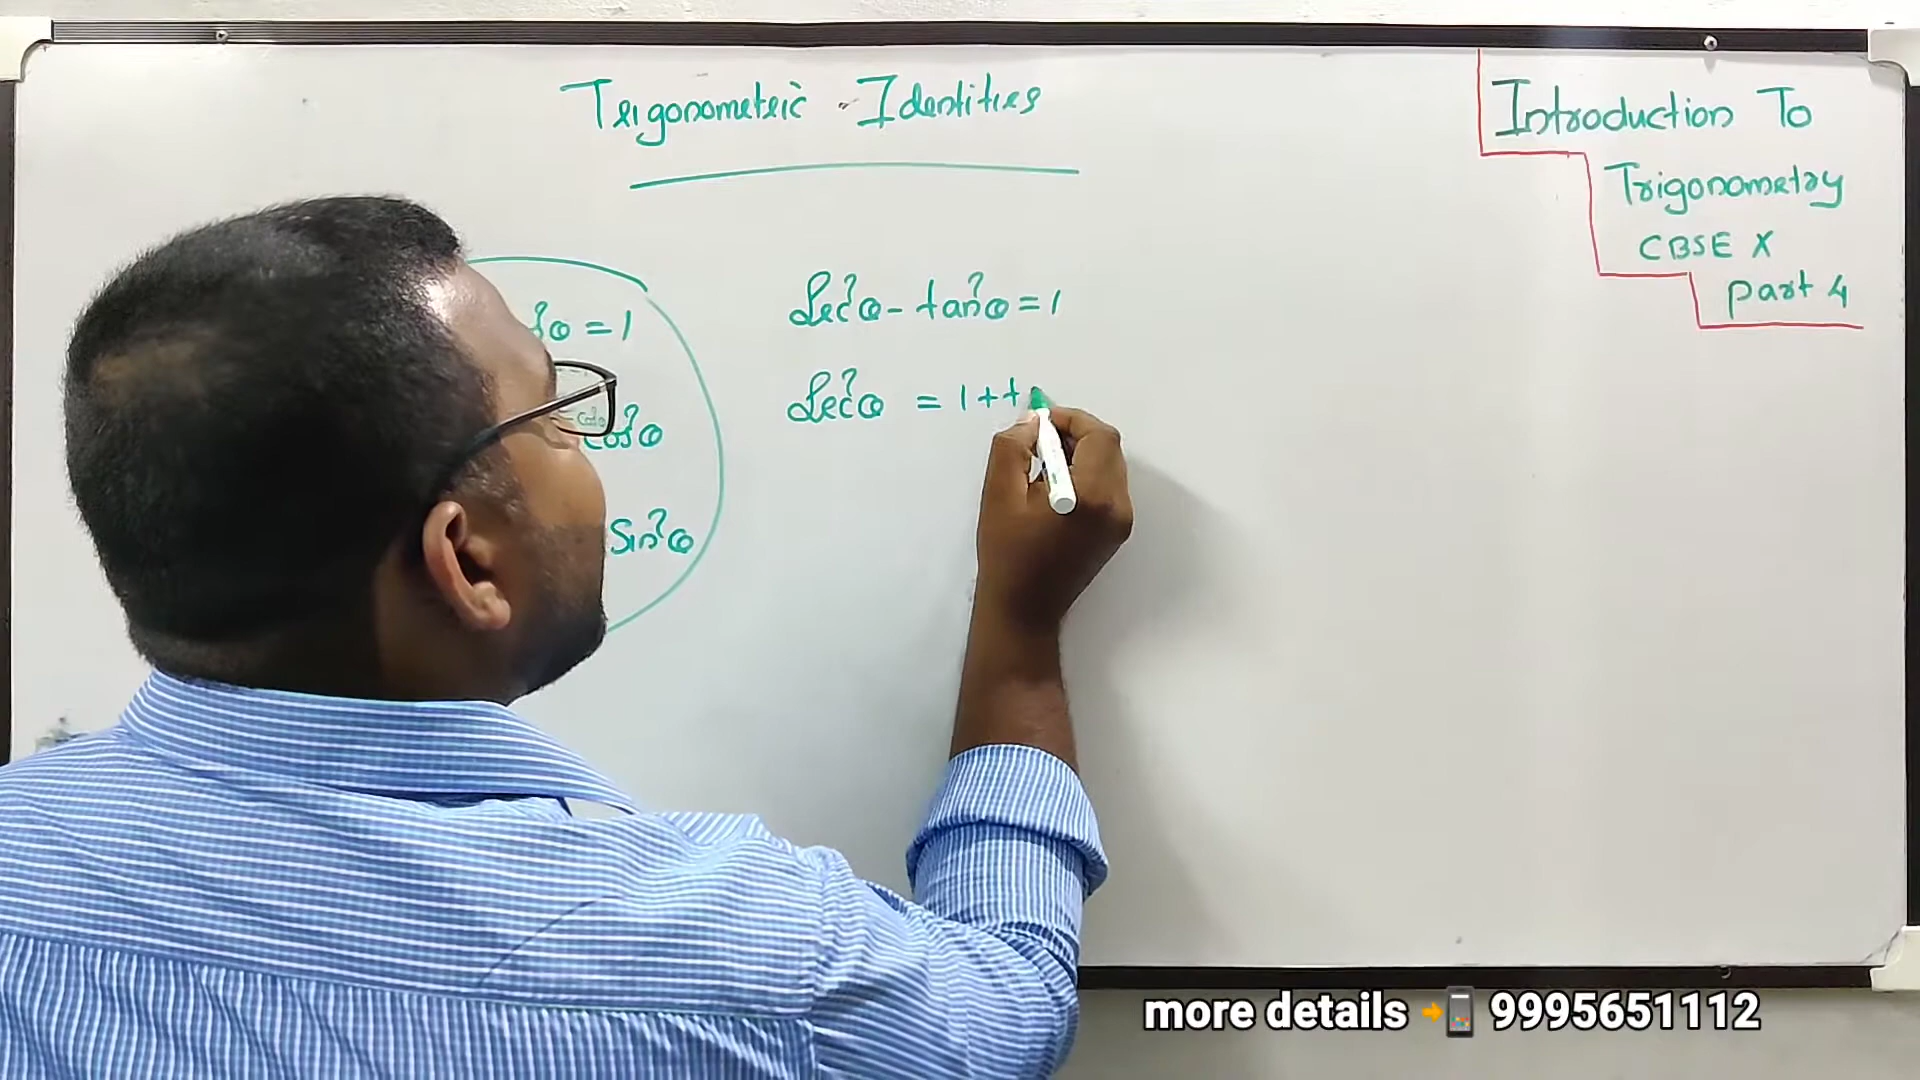 Trigonometric Identities
Introduction To
Trigonometry
CBSE X
Part 4
θ = 1
cos²θ
sin²θ
Sec²θ - tan²θ = 1
Sec²θ = 1 + t
more details 9995651112